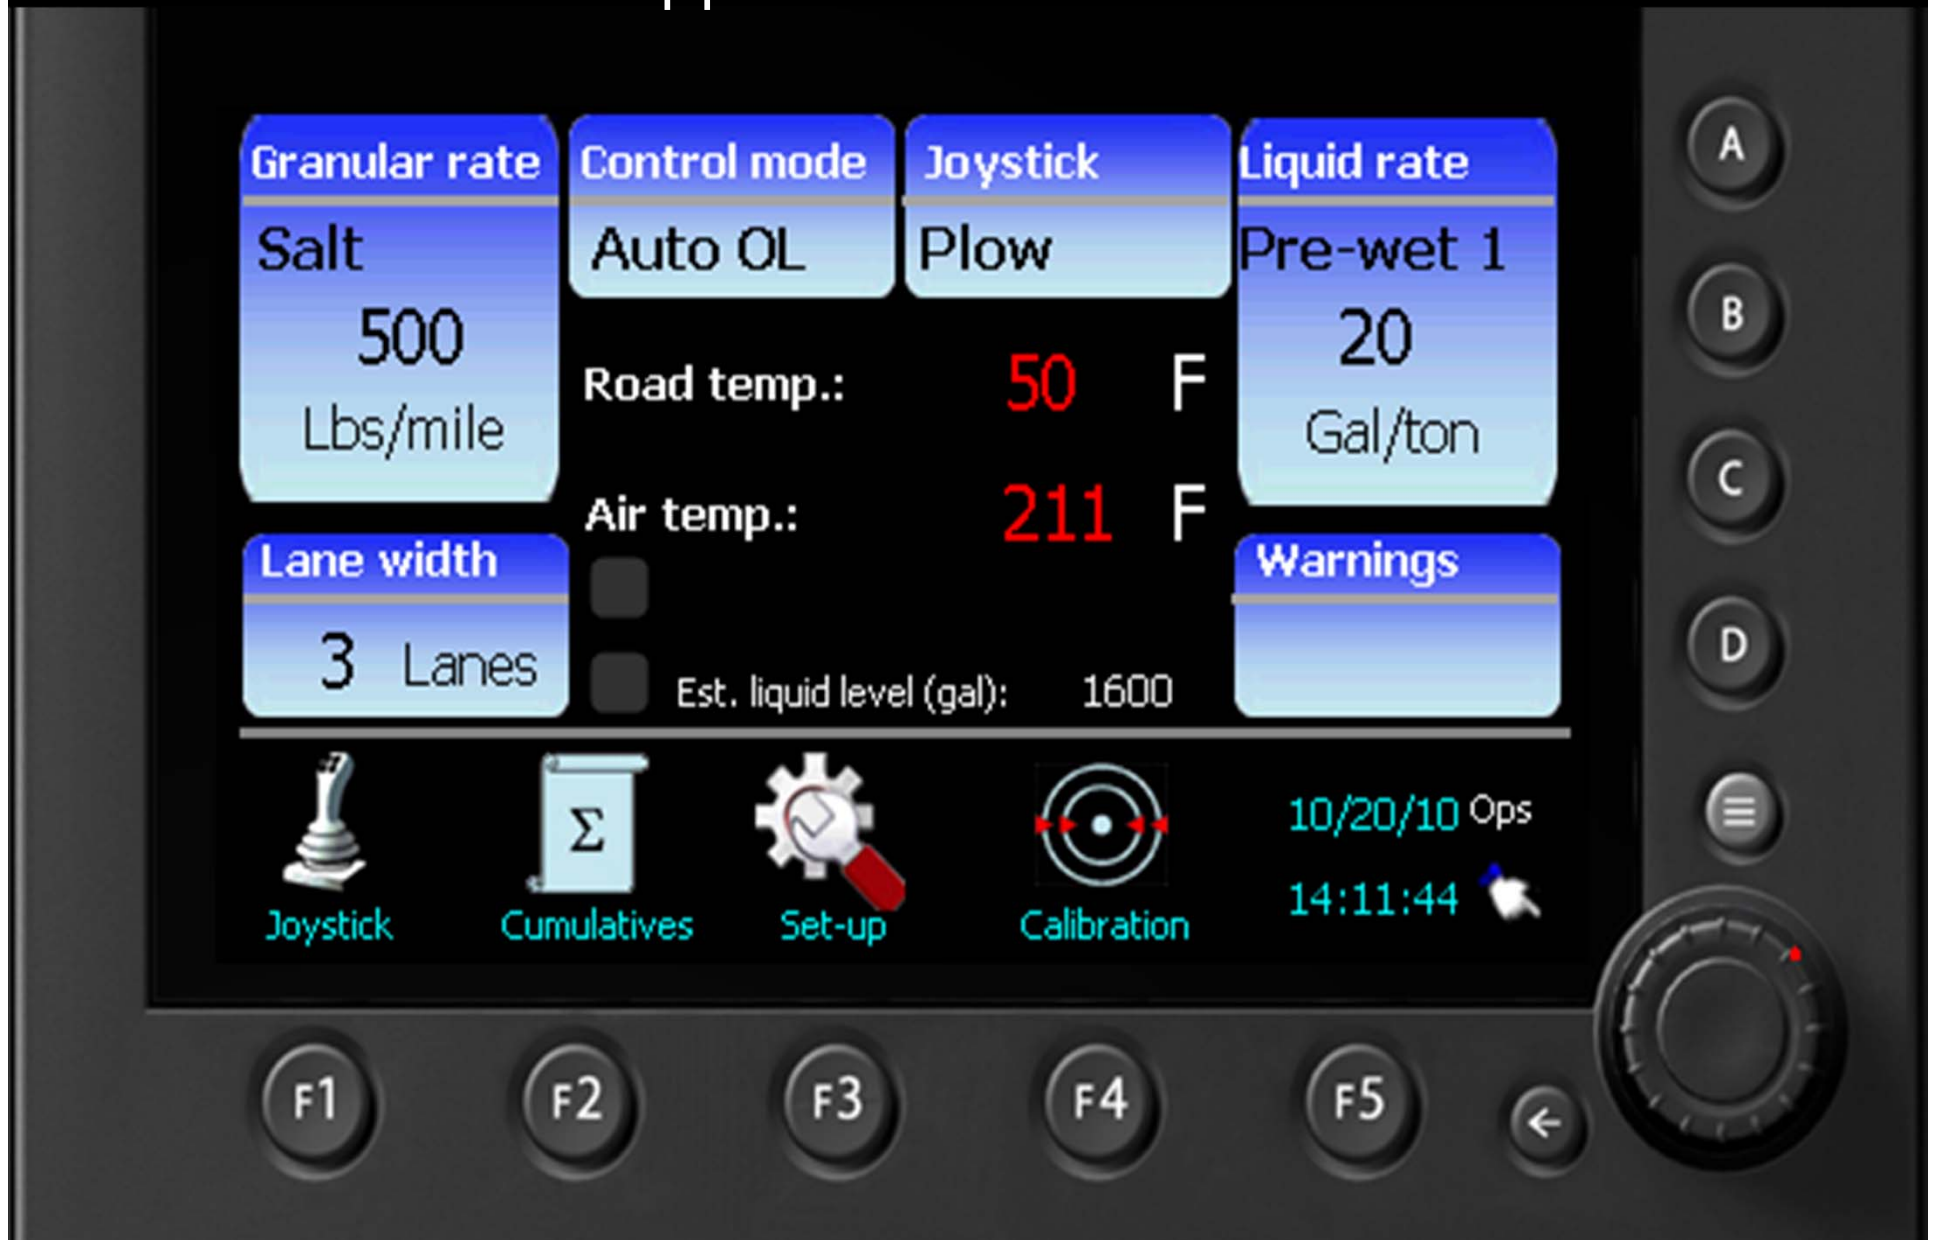 Granular rate
Salt
500
Lbs/mile
Control mode
Auto OL
Joystick
Plow
Liquid rate
Pre-wet 1
20
Gal/ton
Road temp.: 50 F
Air temp.: 211 F
Lane width
3 Lanes
Est. liquid level (gal): 1600
Warnings
Joystick
Σ
Cumulatives
Set-up
Calibration
10/20/10 Ops
14:11:44
A
B
C
D
F1
F2
F3
F4
F5